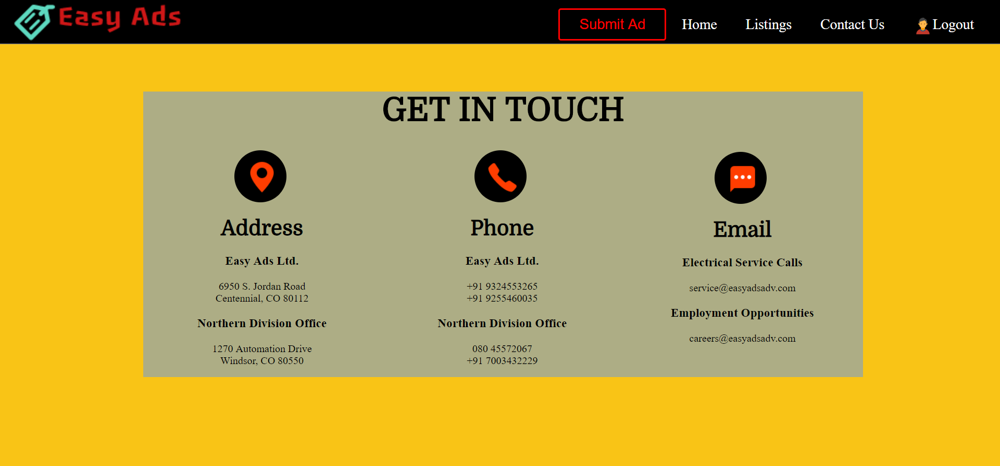 Easy Ads
Submit Ad
Home
Listings
Contact Us
Logout
GET IN TOUCH
Address
Easy Ads Ltd.
6950 S. Jordan Road
Centennial, CO 80112
Northern Division Office
1270 Automation Drive
Windsor, CO 80550
Phone
Easy Ads Ltd.
+91 9324553265
+91 9255460035
Northern Division Office
080 45572067
+91 7003432229
Email
Electrical Service Calls
service@easyadsadv.com
Employment Opportunities
careers@easyadsadv.com